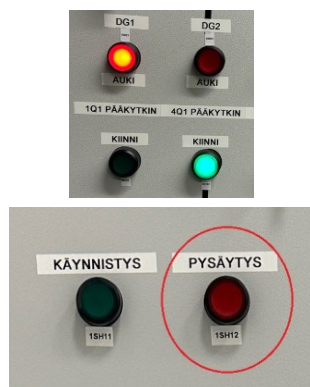 DG1 DG2
AUKI AUKI
1Q1 PÄÄKYTKIN 4Q1 PÄÄKYTKIN
KIINNI KIINNI
KÄYNNISTYS PYSÄYTYS
1SH11 1SH12